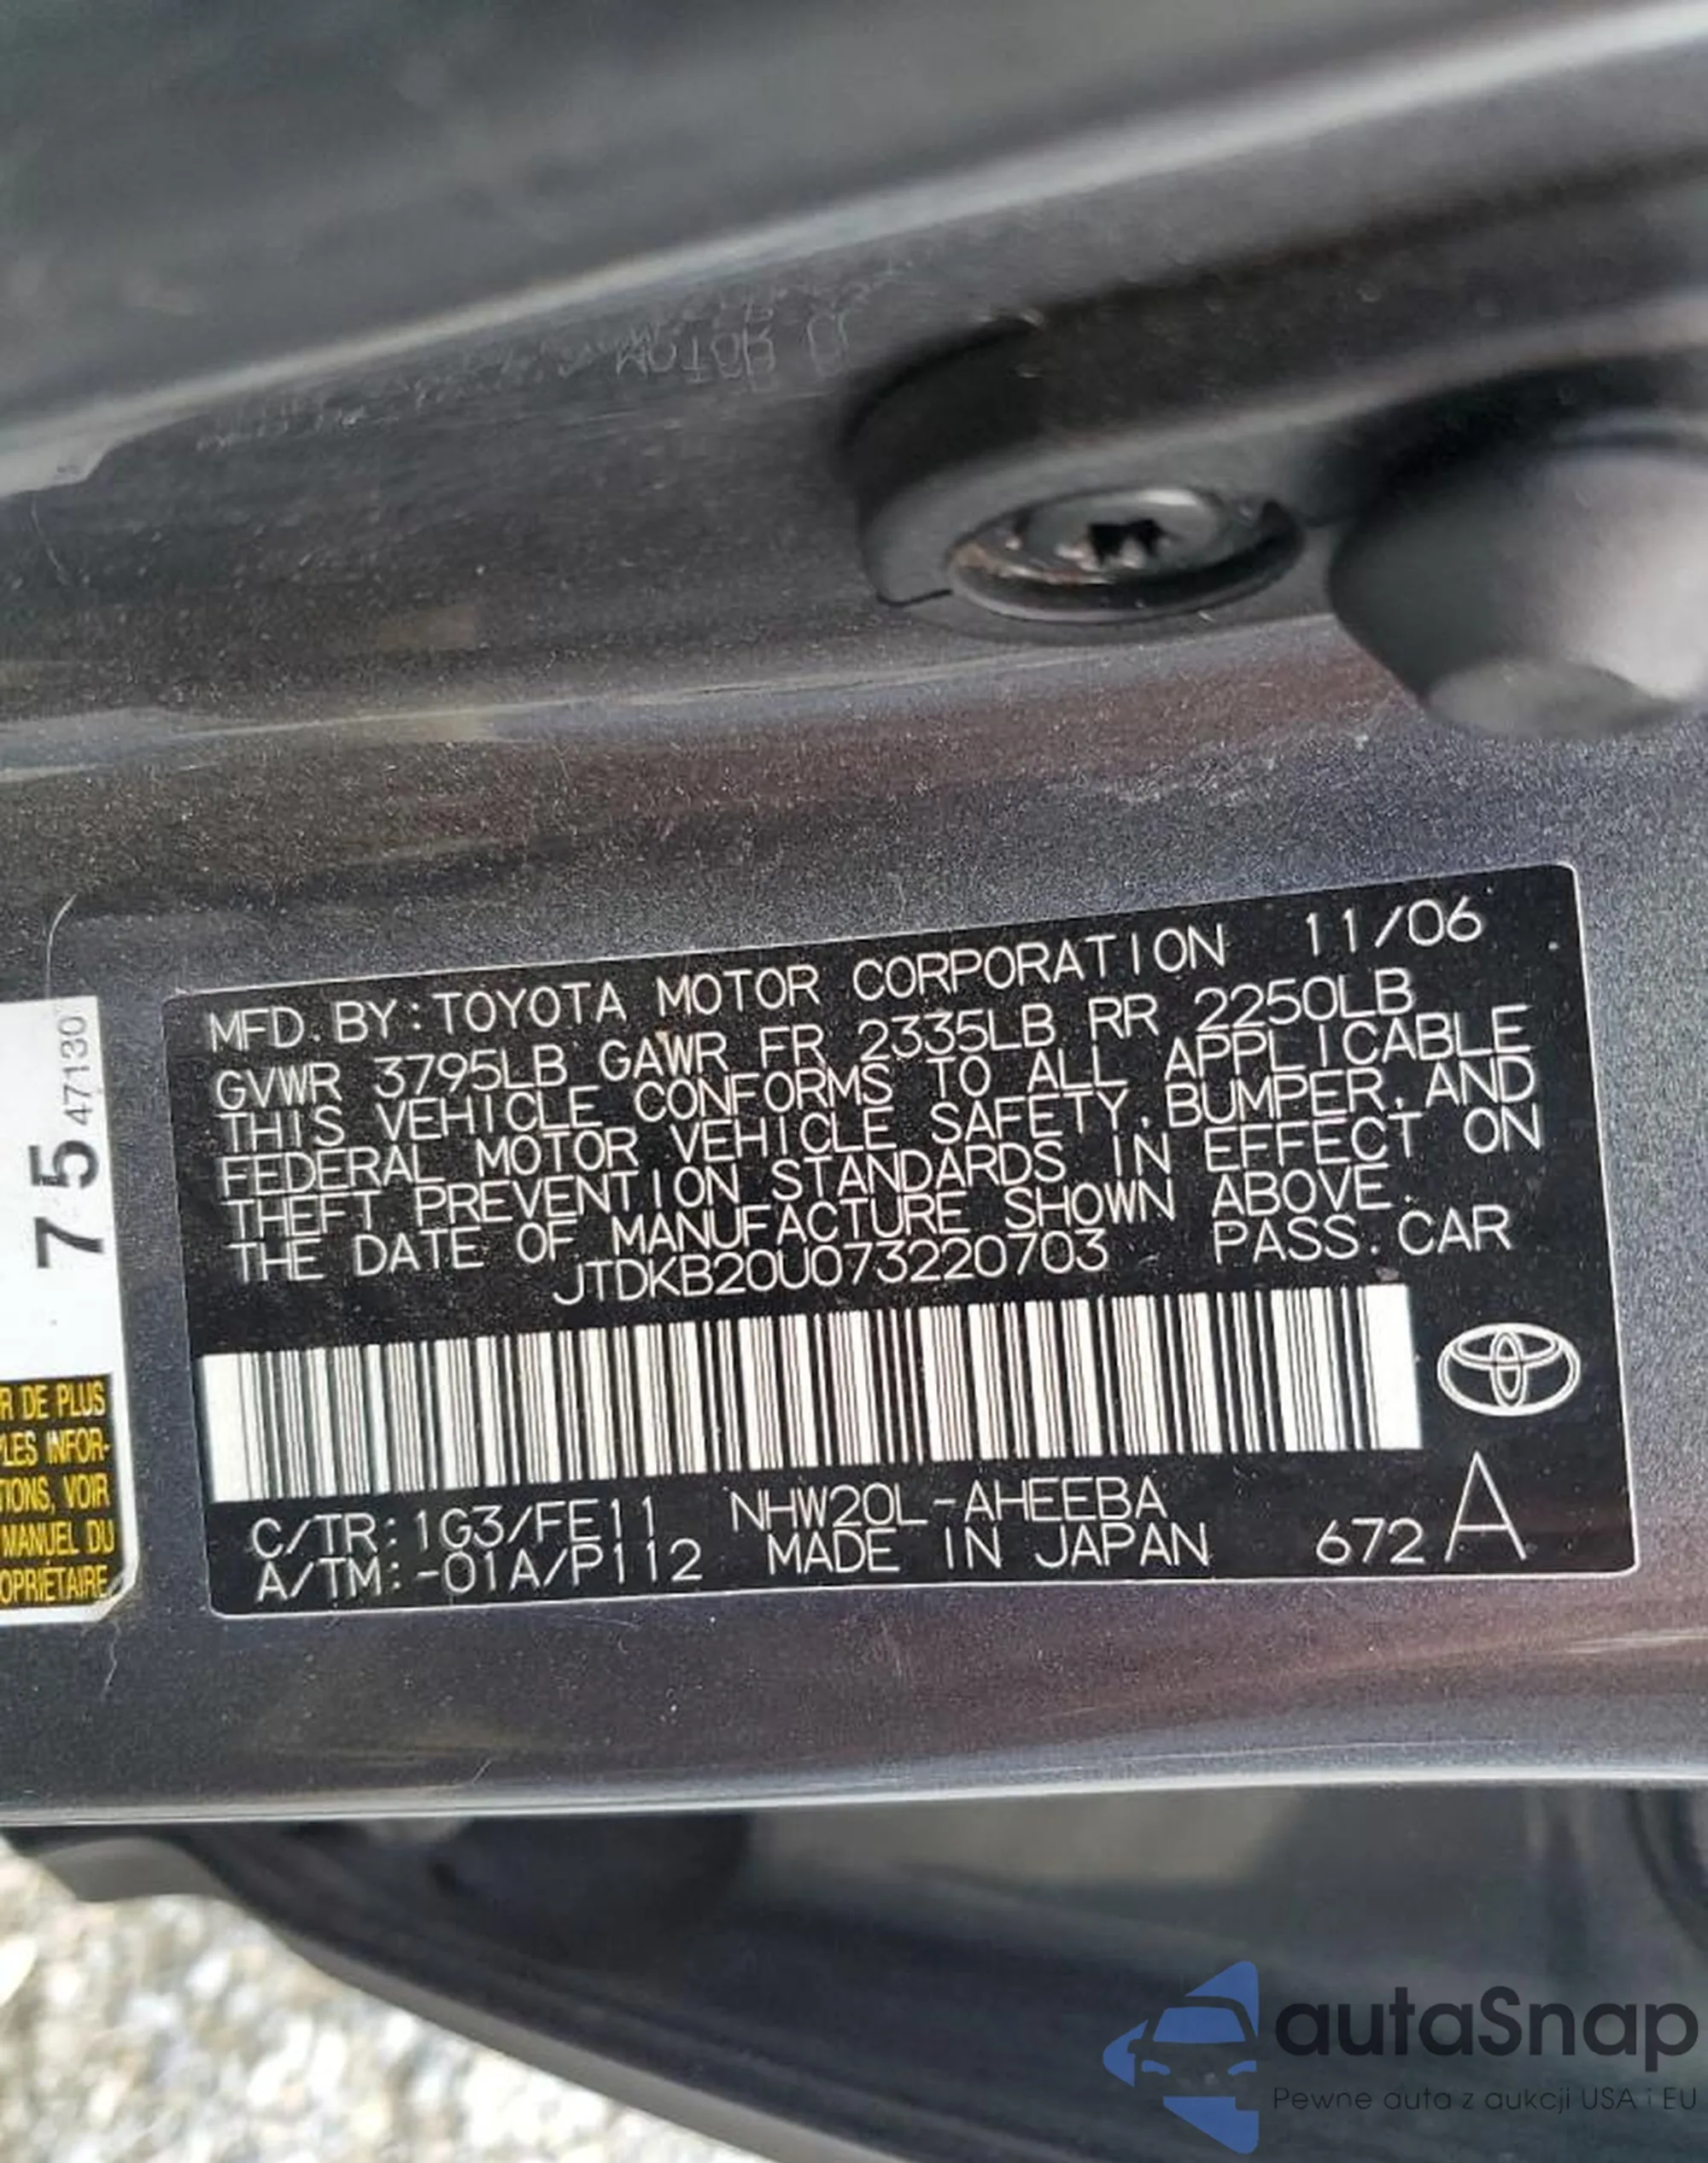 MFD. BY: TOYOTA MOTOR CORPORATION 11/06
GVWR 3795LB GAWR FR 2335LB RR 2250LB
THIS VEHICLE CONFORMS TO ALL APPLICABLE
FEDERAL MOTOR VEHICLE SAFETY, BUMPER, AND
THEFT PREVENTION STANDARDS IN EFFECT ON
THE DATE OF MANUFACTURE SHOWN ABOVE.
JTDKB20U073220703 PASS. CAR
C/TR: 1G3/FE11 NHW20L-AHEEBA
A/TM: -01A/P112 MADE IN JAPAN 672 A
75 47130
R DE PLUS
LES INFOR-
TIONS, VOIR
MANUEL DU
OPRIÉTAIRE
autaSnap
Pewne auta z aukcji USA i EU